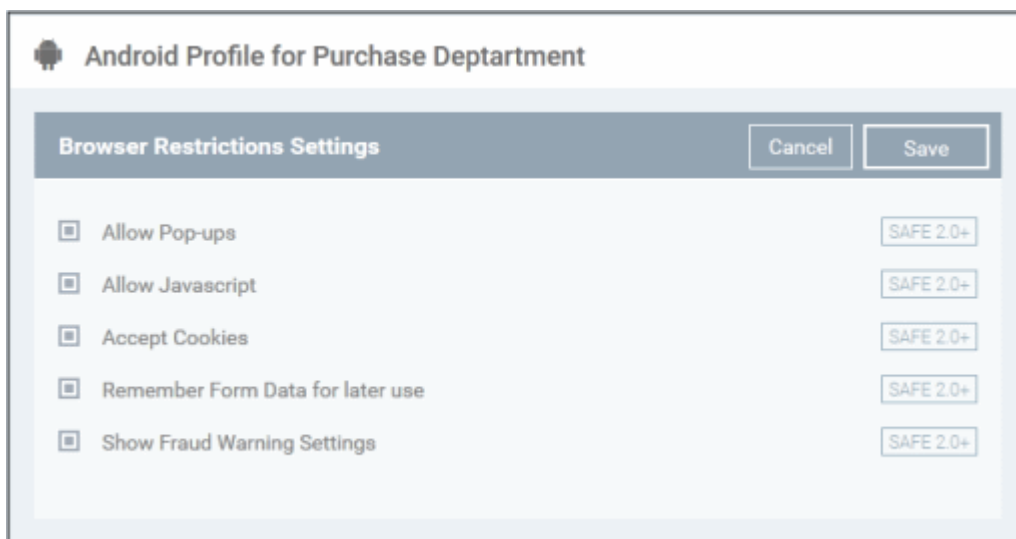 Android Profile for Purchase Deptartment
Browser Restrictions Settings Cancel Save
Allow Pop-ups SAFE 2.0+
Allow Javascript SAFE 2.0+
Accept Cookies SAFE 2.0+
Remember Form Data for later use SAFE 2.0+
Show Fraud Warning Settings SAFE 2.0+